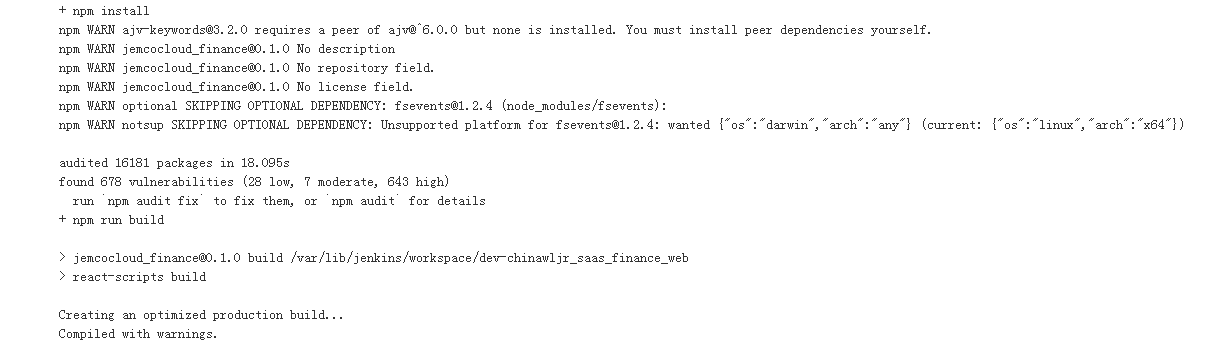 + npm install
npm WARN ajv-keywords@3.2.0 requires a peer of ajv@^6.0.0 but none is installed. You must install peer dependencies yourself.
npm WARN jemcocloud_finance@0.1.0 No description
npm WARN jemcocloud_finance@0.1.0 No repository field.
npm WARN jemcocloud_finance@0.1.0 No license field.
npm WARN optional SKIPPING OPTIONAL DEPENDENCY: fsevents@1.2.4 (node_modules/fsevents):
npm WARN notsup SKIPPING OPTIONAL DEPENDENCY: Unsupported platform for fsevents@1.2.4: wanted {"os":"darwin","arch":"any"} (current: {"os":"linux","arch":"x64"})
audited 16181 packages in 18.095s
found 678 vulnerabilities (28 low, 7 moderate, 643 high)
run `npm audit fix` to fix them, or `npm audit` for details
+ npm run build
> jemcocloud_finance@0.1.0 build /var/lib/jenkins/workspace/dev-chinawljr_saas_finance_web
> react-scripts build
Creating an optimized production build...
Compiled with warnings.